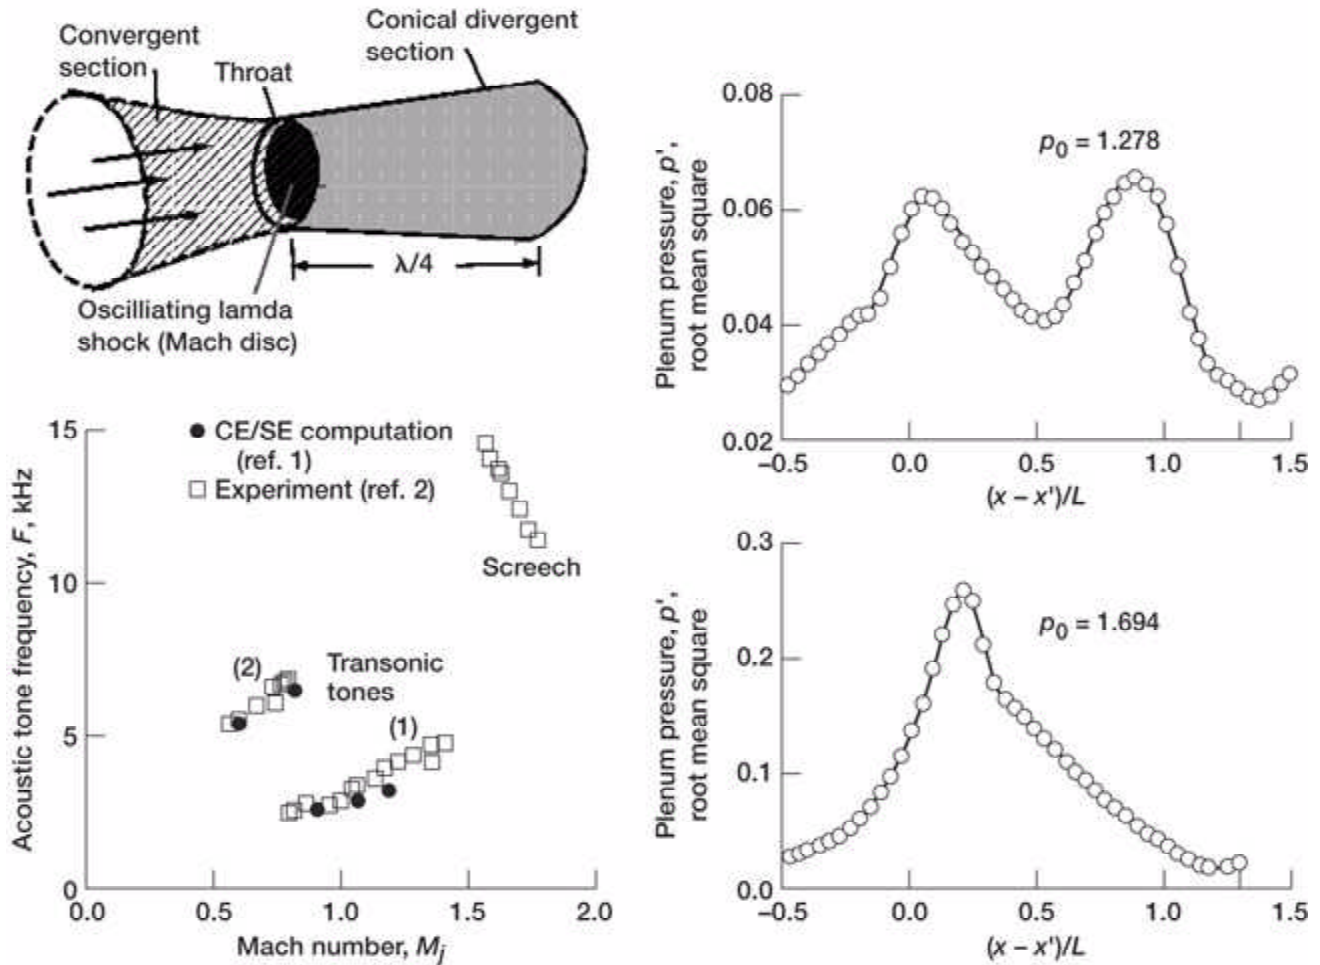 Convergent
section
Throat
Conical divergent
section
λ/4
Oscilliating lamda
shock (Mach disc)
15
10
5
0
Acoustic tone frequency, F, kHz
CE/SE computation
(ref. 1)
Experiment (ref. 2)
Screech
(2)
Transonic
tones
(1)
0.0
0.5
1.0
1.5
2.0
Mach number, Mj
0.08
0.06
0.04
0.02
Plenum pressure, p',
root mean square
p0 = 1.278
–0.5
0.0
0.5
1.0
1.5
(x – x')/L
0.3
0.2
0.1
0.0
Plenum pressure, p',
root mean square
p0 = 1.694
–0.5
0.0
0.5
1.0
1.5
(x – x')/L